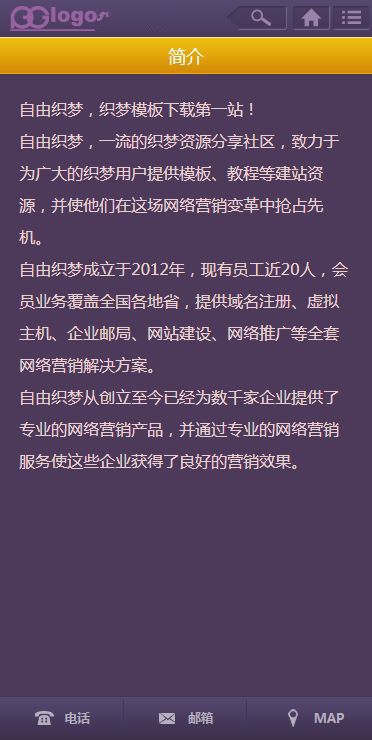 logos
简介
自由织梦，织梦模板下载第一站！
自由织梦，一流的织梦资源分享社区，致力于
为广大的织梦用户提供模板、教程等建站资
源，并使他们在这场网络营销变革中抢占先
机。
自由织梦成立于2012年，现有员工近20人，会
员业务覆盖全国各地省，提供域名注册、虚拟
主机、企业邮局、网站建设、网络推广等全套
网络营销解决方案。
自由织梦从创立至今已经为数千家企业提供了
专业的网络营销产品，并通过专业的网络营销
服务使这些企业获得了良好的营销效果。
电话
邮箱
MAP